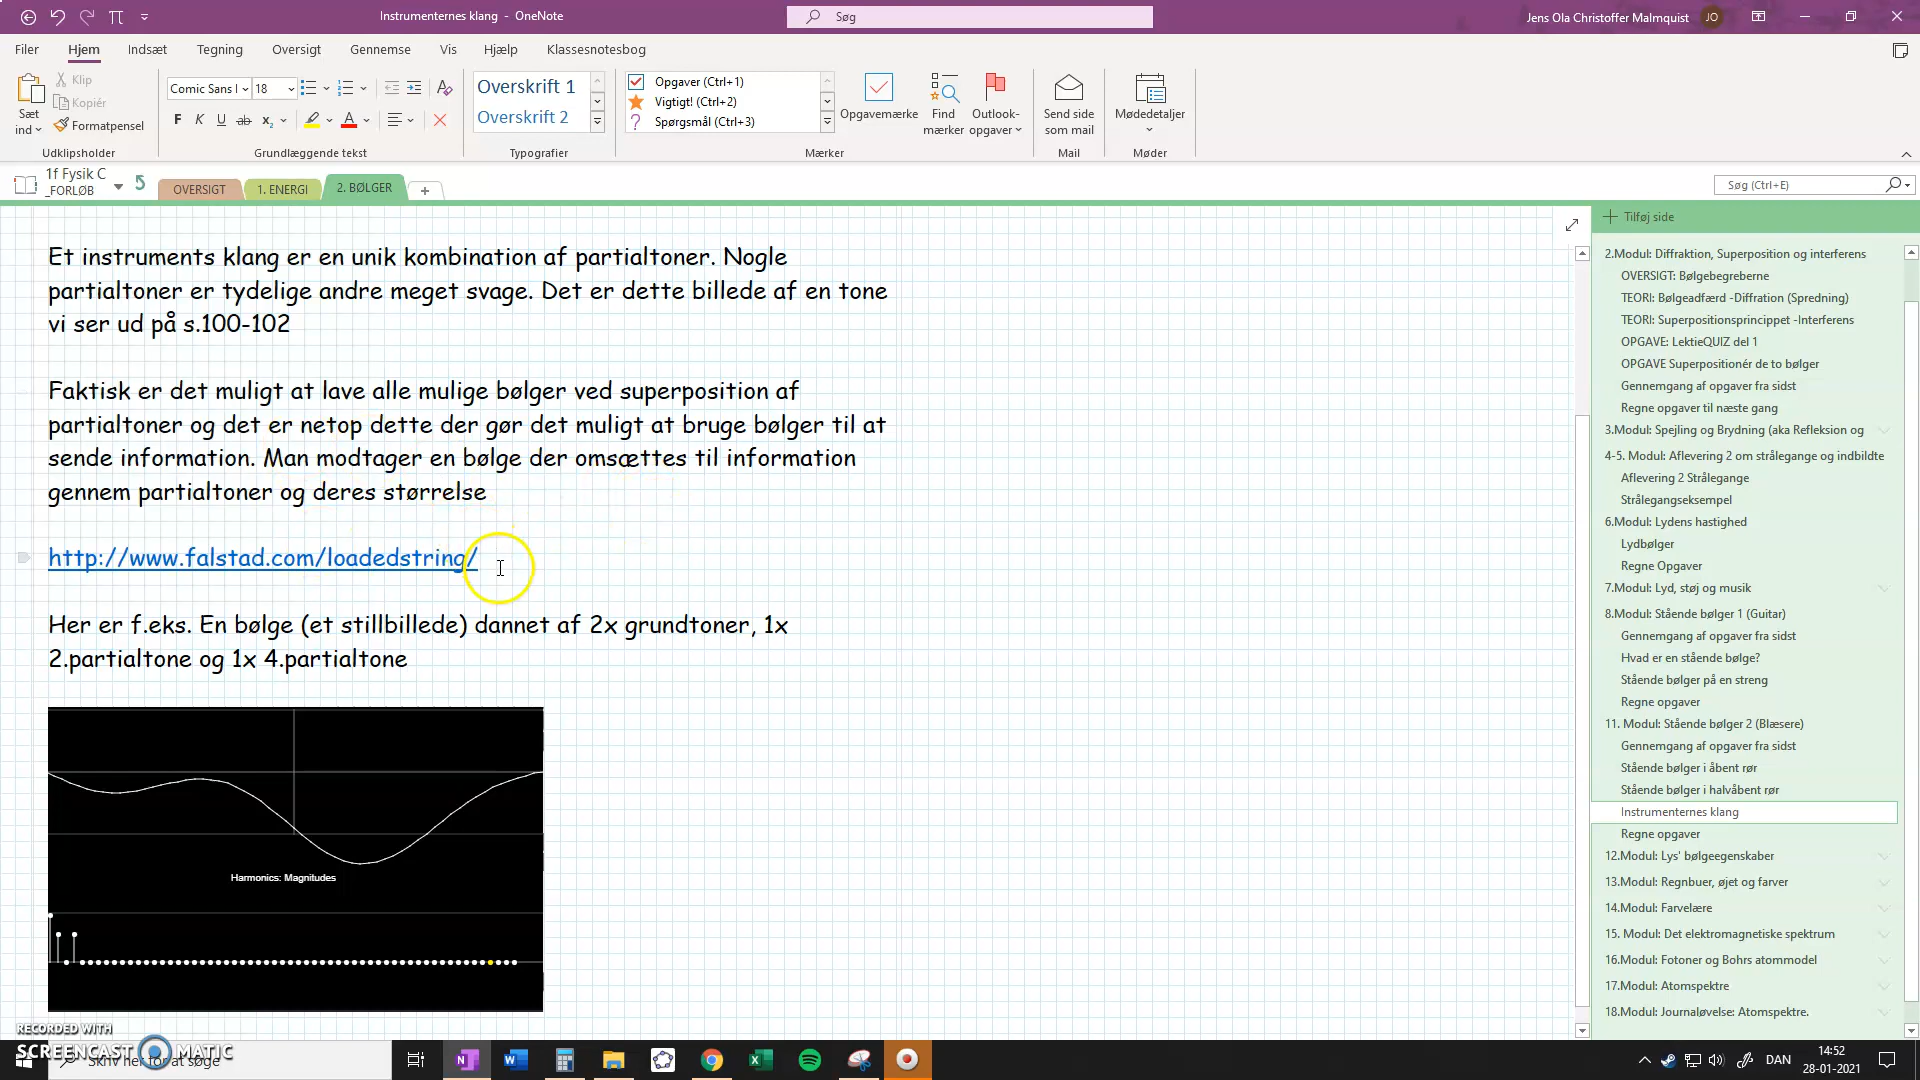 Instrumenternes klang - OneNote
Søg
Jens Ola Christoffer Malmquist
JO
Filer
Hjem
Indsæt
Tegning
Oversigt
Gennemse
Vis
Hjælp
Klassesnotesbog
Sæt ind
Klip
Kopiér
Formatpensel
Udklipsholder
Comic Sans
18
F K U ab x₂ A
Grundlæggende tekst
Overskrift 1
Overskrift 2
Typografier
Opgaver (Ctrl+1)
Vigtigt! (Ctrl+2)
Spørgsmål (Ctrl+3)
Opgavemærke
Find mærker
Outlook-opgaver
Mærker
Send side som mail
Mail
Mødedetaljer
Møder
1f Fysik C
_FORLØB
OVERSIGT
1. ENERGI
2. BØLGER
Søg (Ctrl+E)
Et instruments klang er en unik kombination af partialtoner. Nogle
partialtoner er tydelige andre meget svage. Det er dette billede af en tone
vi ser ud på s.100-102
Faktisk er det muligt at lave alle mulige bølger ved superposition af
partialtoner og det er netop dette der gør det muligt at bruge bølger til at
sende information. Man modtager en bølge der omsættes til information
gennem partialtoner og deres størrelse
http://www.falstad.com/loadedstring/
Her er f.eks. En bølge (et stillbillede) dannet af 2x grundtoner, 1x
2.partialtone og 1x 4.partialtone
Harmonics: Magnitudes
Tilføj side
2.Modul: Diffraktion, Superposition og interferens
OVERSIGT: Bølgebegreberne
TEORI: Bølgeadfærd -Diffration (Spredning)
TEORI: Superpositionsprincippet -Interferens
OPGAVE: LektieQUIZ del 1
OPGAVE Superpositionér de to bølger
Gennemgang af opgaver fra sidst
Regne opgaver til næste gang
3.Modul: Spejling og Brydning (aka Refleksion og
4-5. Modul: Aflevering 2 om strålegange og indbildte
Aflevering 2 Strålegange
Strålegangseksempel
6.Modul: Lydens hastighed
Lydbølger
Regne Opgaver
7.Modul: Lyd, støj og musik
8.Modul: Stående bølger 1 (Guitar)
Gennemgang af opgaver fra sidst
Hvad er en stående bølge?
Stående bølger på en streng
Regne opgaver
11. Modul: Stående bølger 2 (Blæsere)
Gennemgang af opgaver fra sidst
Stående bølger i åbent rør
Stående bølger i halvåbent rør
Instrumenternes klang
Regne opgaver
12.Modul: Lys' bølgeegenskaber
13.Modul: Regnbuer, øjet og farver
14.Modul: Farvelære
15. Modul: Det elektromagnetiske spektrum
16.Modul: Fotoner og Bohrs atommodel
17.Modul: Atomspektre
18.Modul: Journaløvelse: Atomspektre.
RECORDED WITH
SCREENCAST MATIC
Skriv her for at søge
DAN
14:52
28-01-2021